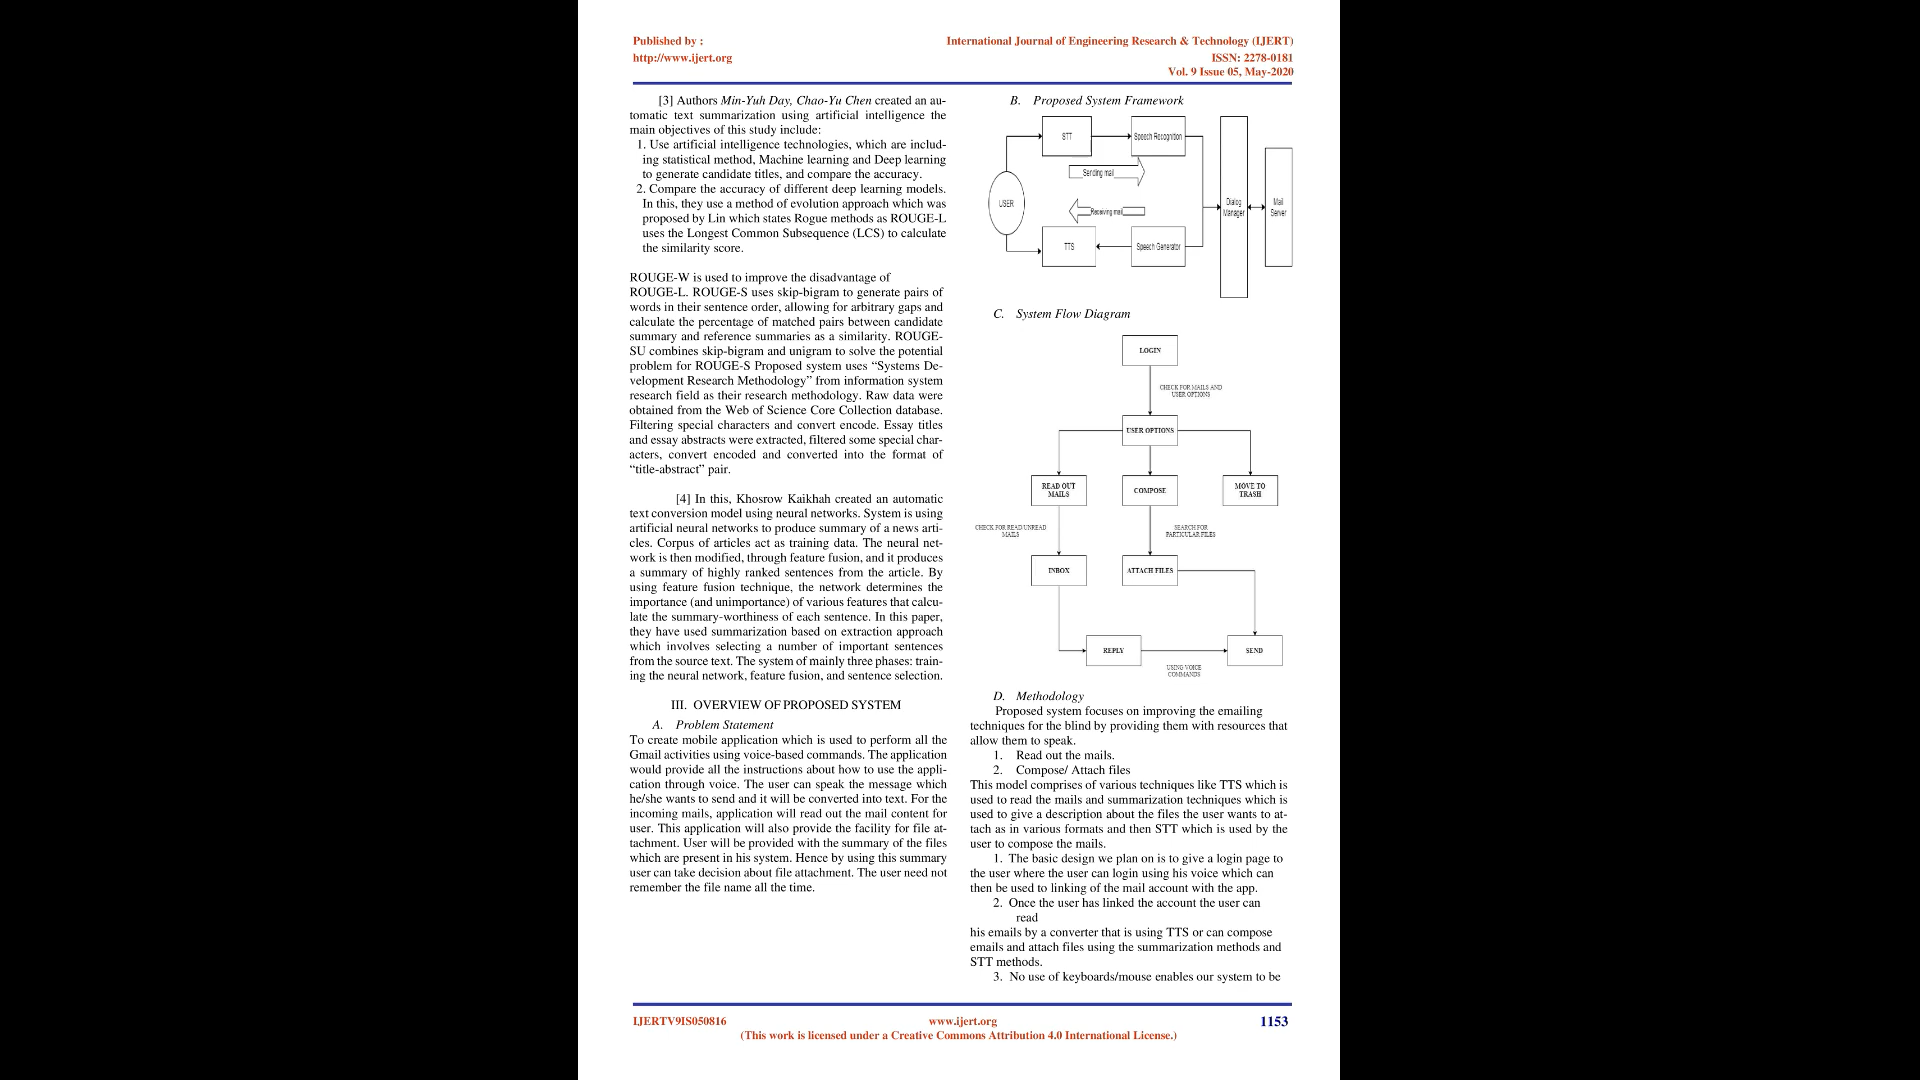 Published by :
http://www.ijert.org
International Journal of Engineering Research & Technology (IJERT)
ISSN: 2278-0181
Vol. 9 Issue 05, May-2020
[3] Authors Min-Yuh Day, Chao-Yu Chen created an au-
tomatic text summarization using artificial intelligence the
main objectives of this study include:
1. Use artificial intelligence technologies, which are includ-
ing statistical method, Machine learning and Deep learning
to generate candidate titles, and compare the accuracy.
2. Compare the accuracy of different deep learning models.
In this, they use a method of evolution approach which was
proposed by Lin which states Rogue methods as ROUGE-L
uses the Longest Common Subsequence (LCS) to calculate
the similarity score.
ROUGE-W is used to improve the disadvantage of
ROUGE-L. ROUGE-S uses skip-bigram to generate pairs of
words in their sentence order, allowing for arbitrary gaps and
calculate the percentage of matched pairs between candidate
summary and reference summaries as a similarity. ROUGE-
SU combines skip-bigram and unigram to solve the potential
problem for ROUGE-S Proposed system uses “Systems De-
velopment Research Methodology” from information system
research field as their research methodology. Raw data were
obtained from the Web of Science Core Collection database.
Filtering special characters and convert encode. Essay titles
and essay abstracts were extracted, filtered some special char-
acters, convert encoded and converted into the format of
“title-abstract” pair.
[4] In this, Khosrow Kaikhah created an automatic
text conversion model using neural networks. System is using
artificial neural networks to produce summary of a news arti-
cles. Corpus of articles act as training data. The neural net-
work is then modified, through feature fusion, and it produces
a summary of highly ranked sentences from the article. By
using feature fusion technique, the network determines the
importance (and unimportance) of various features that calcu-
late the summary-worthiness of each sentence. In this paper,
they have used summarization based on extraction approach
which involves selecting a number of important sentences
from the source text. The system of mainly three phases: train-
ing the neural network, feature fusion, and sentence selection.
III. OVERVIEW OF PROPOSED SYSTEM
A. Problem Statement
To create mobile application which is used to perform all the
Gmail activities using voice-based commands. The application
would provide all the instructions about how to use the appli-
cation through voice. The user can speak the message which
he/she wants to send and it will be converted into text. For the
incoming mails, application will read out the mail content for
user. This application will also provide the facility for file at-
tachment. User will be provided with the summary of the files
which are present in his system. Hence by using this summary
user can take decision about file attachment. The user need not
remember the file name all the time.
B. Proposed System Framework
STT
Speech Recognition
Sending mail
USER
Receiving mail
Dialog
Manager
Mail
Server
TTS
Speech Generator
C. System Flow Diagram
LOGIN
CHECK FOR MAILS AND
USER OPTIONS
USER OPTIONS
READ OUT
MAILS
COMPOSE
MOVE TO
TRASH
CHECK FOR READ/UNREAD
MAILS
SEARCH FOR
PARTICULAR FILES
INBOX
ATTACH FILES
REPLY
SEND
USING VOICE
COMMANDS
D. Methodology
Proposed system focuses on improving the emailing
techniques for the blind by providing them with resources that
allow them to speak.
1. Read out the mails.
2. Compose/ Attach files
This model comprises of various techniques like TTS which is
used to read the mails and summarization techniques which is
used to give a description about the files the user wants to at-
tach as in various formats and then STT which is used by the
user to compose the mails.
1. The basic design we plan on is to give a login page to
the user where the user can login using his voice which can
then be used to linking of the mail account with the app.
2. Once the user has linked the account the user can
read
his emails by a converter that is using TTS or can compose
emails and attach files using the summarization methods and
STT methods.
3. No use of keyboards/mouse enables our system to be
IJERTV9IS050816
www.ijert.org
1153
(This work is licensed under a Creative Commons Attribution 4.0 International License.)